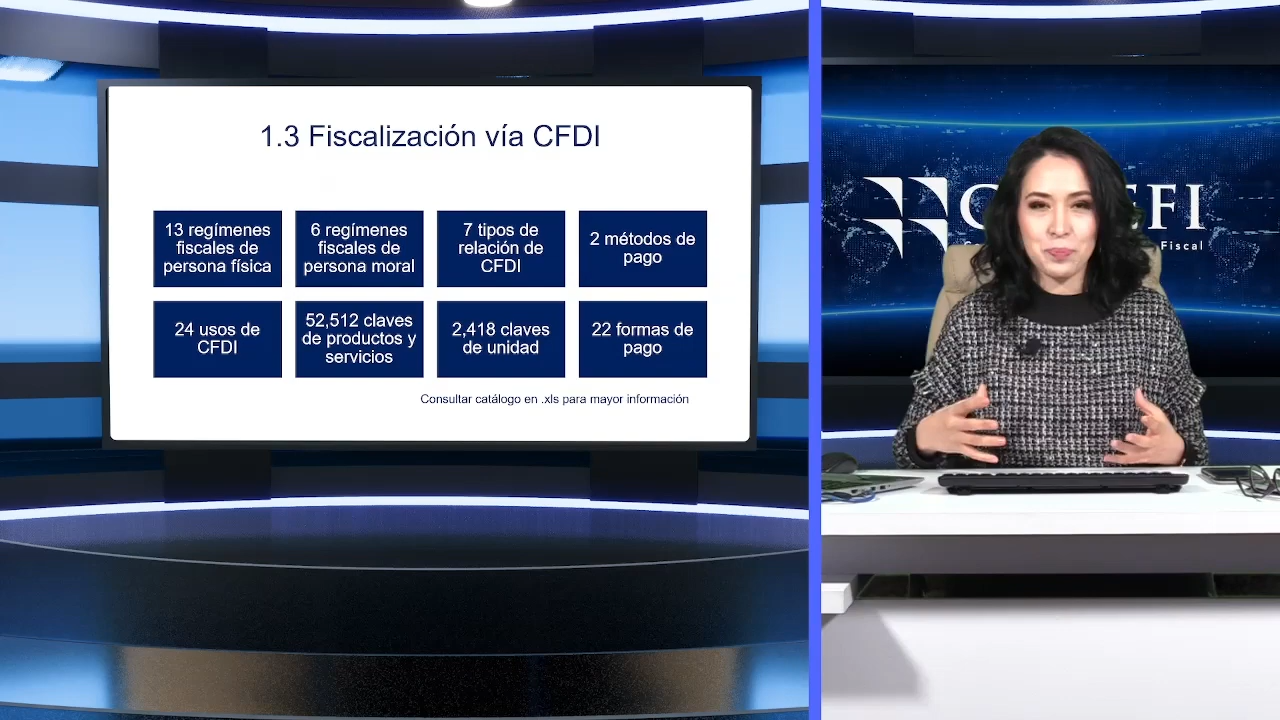 1.3 Fiscalización vía CFDI
13 regímenes
fiscales de
persona física
6 regímenes
fiscales de
persona moral
7 tipos de
relación de
CFDI
2 métodos de
pago
24 usos de
CFDI
52,512 claves
de productos y
servicios
2,418 claves
de unidad
22 formas de
pago
Consultar catálogo en .xls para mayor información
Fiscal